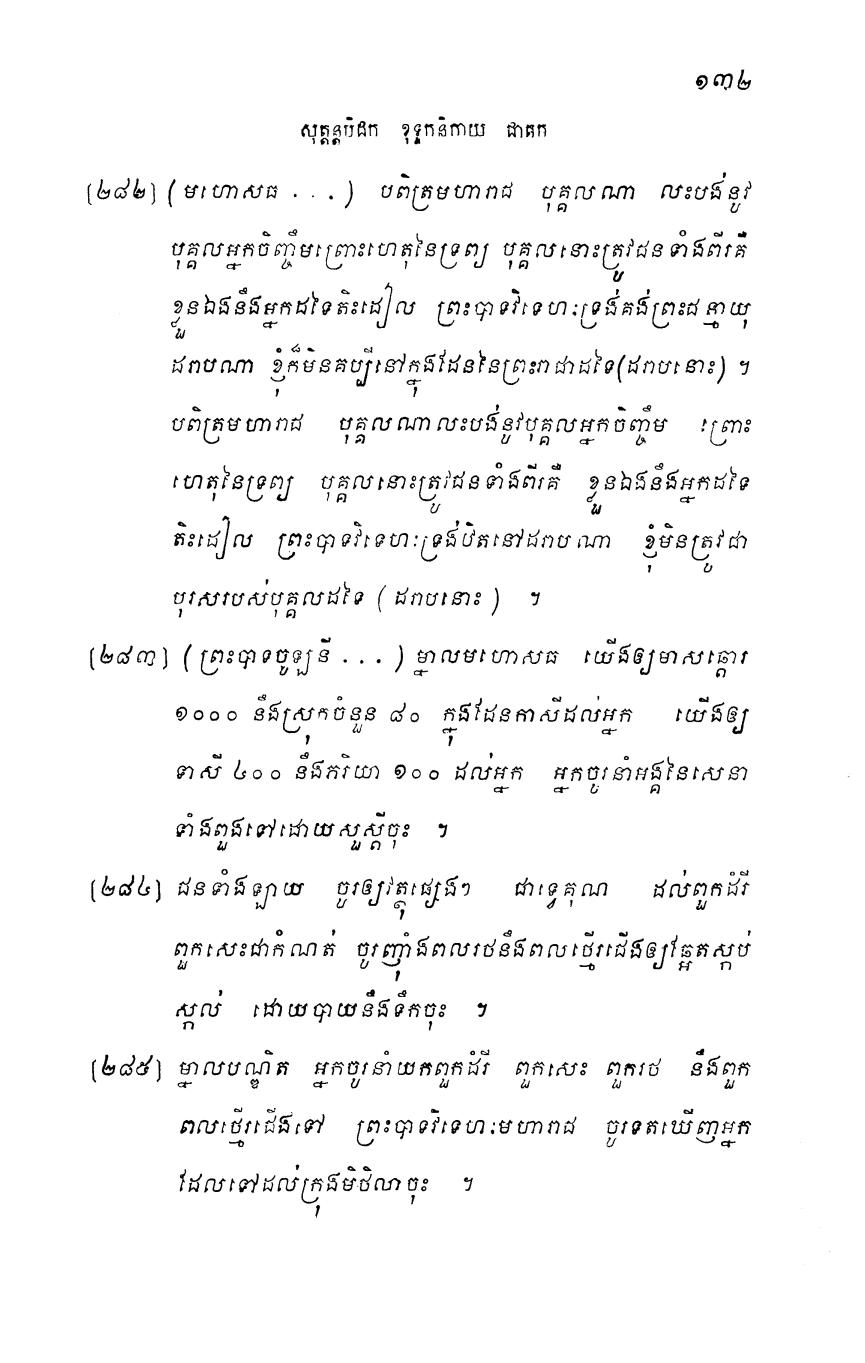 ១៣២
សុត្តន្តបិដក ខុទ្ទកនិកាយ ជាតក
[២៨២] (មហោសធ . . .) បពិត្រមហារាជ បុគ្គលណា លះបង់នូវ
បុគ្គលអ្នកចិញ្ចឹមព្រោះហេតុនៃទ្រព្យ បុគ្គលនោះត្រូវជនទាំងពីរគឺ
ខ្លួនឯងនឹងអ្នកដទៃតិះដៀល ព្រះបាទវិទេហៈទ្រង់គង់ព្រះជន្មាយុ
ដរាបណា ខ្ញុំក៏មិនគប្បីនៅក្នុងដែននៃព្រះរាជាដទៃ(ដរាបនោះ) ។
បពិត្រមហារាជ បុគ្គលណាលះបង់នូវបុគ្គលអ្នកចិញ្ចឹម ព្រោះ
ហេតុនៃទ្រព្យ បុគ្គលនោះត្រូវជនទាំងពីរគឺ ខ្លួនឯងនឹងអ្នកដទៃ
តិះដៀល ព្រះបាទវិទេហៈទ្រង់ឋិតនៅដរាបណា ខ្ញុំមិនត្រូវជា
បុរសរបស់បុគ្គលដទៃ (ដរាបនោះ) ។
[២៨៣] (ព្រះបាទចូឡនី . . .) ម្នាលមហោសធ យើងឲ្យមាសឆ្ដោរ
១០០០ នឹងស្រុកចំនួន ៨០ ក្នុងដែនកាសីដល់អ្នក យើងឲ្យ
ទាសី ៤០០ នឹងភរិយា ១០០ ដល់អ្នក អ្នកចូរនាំអង្គនៃសេនា
ទាំងពួងទៅដោយសួស្ដីចុះ ។
[២៨៤] ជនទាំងឡាយ ចូរឲ្យវត្ថុផ្សេងៗ ជាទ្វេគុណ ដល់ពួកដំរី
ពួកសេះជាកំណត់ ចូរញ៉ាំងពលរថនឹងពលថ្មើរជើងឲ្យឆ្អែតស្កប់
ស្កល់ ដោយបាយនឹងទឹកចុះ ។
[២៨៥] ម្នាលបណ្ឌិត អ្នកចូរនាំយកពួកដំរី ពួកសេះ ពួករថ នឹងពួក
ពលថ្មើរជើងទៅ ព្រះបាទវិទេហៈមហារាជ ចូរទតឃើញអ្នក
ដែលទៅដល់ក្រុងមិថិលាចុះ ។